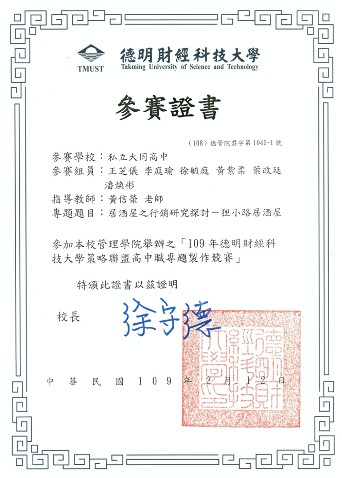 TMUST
德明財經科技大學
Takming University of Science and Technology
參賽證書
（108）德管院獎字第1045-1號
參賽學校：私立大同高中
參賽組員：王芝儀 李庭瑜 徐毓庭 黃紫柔 葉政廷
潘煥彬
指導教師：黃信榮 老師
專題題目：居酒屋之行銷研究探討－狸小路居酒屋
參加本校管理學院舉辦之「109年德明財經科
技大學策略聯盟高中職專題製作競賽」
特頒此證書以茲證明
校長
徐守德
中華民國109年2月12日